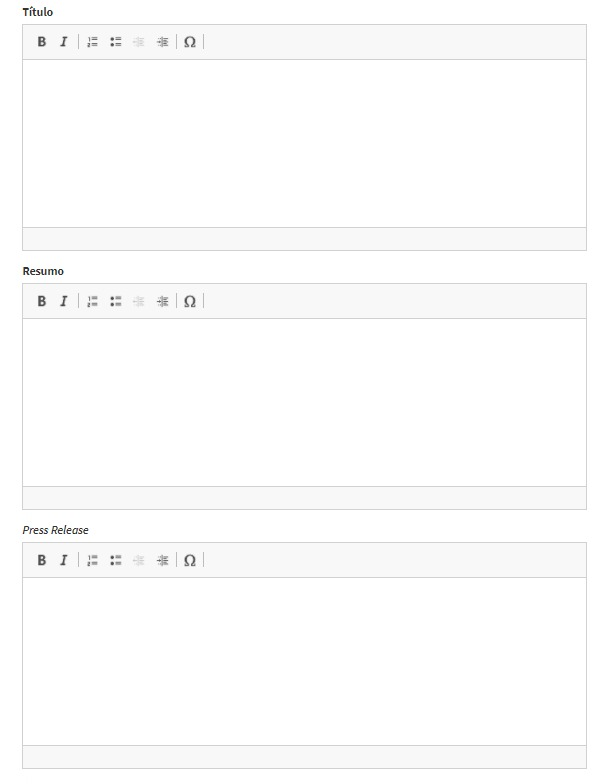 Título
B I Ω
Resumo
B I Ω
Press Release
B I Ω